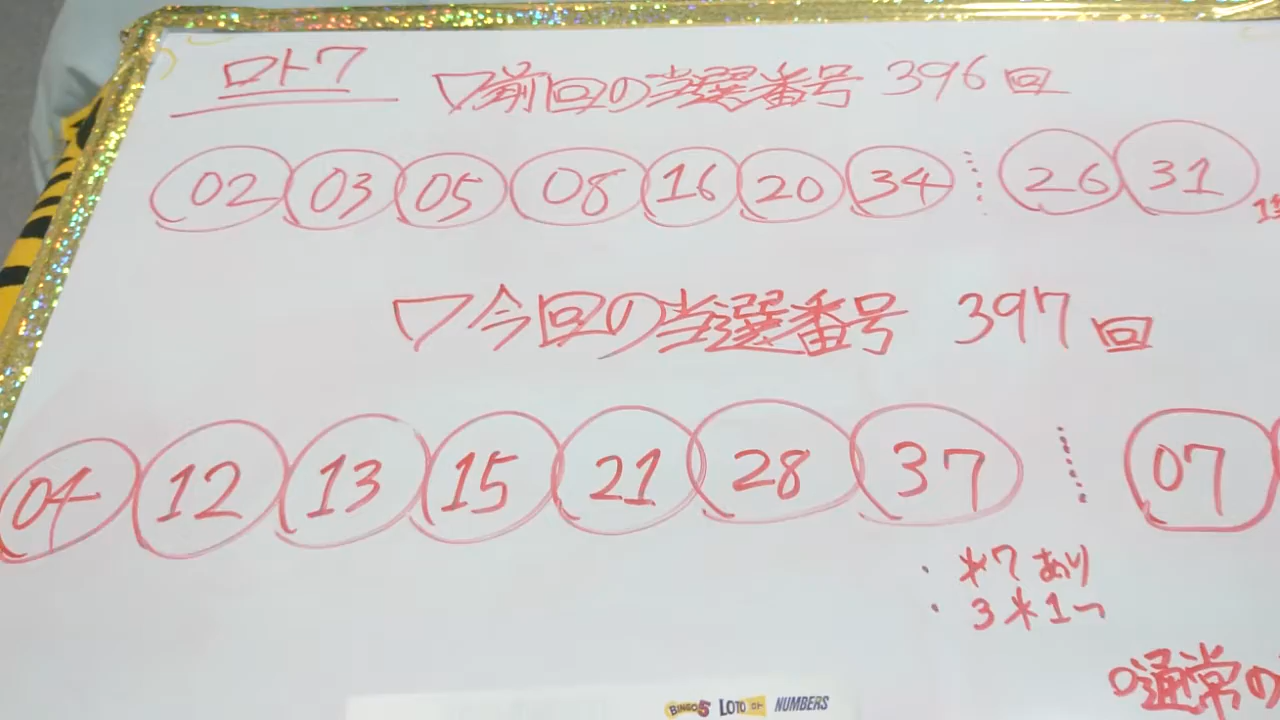 ロト7
▽前回の当選番号 396回
02 03 05 08 16 20 34 ...... 26 31
▽今回の当選番号 397回
04 12 13 15 21 28 37 ...... 07
・*7あり
・3*1つ
○通常の
BINGO5 LOTO ロト NUMBERS